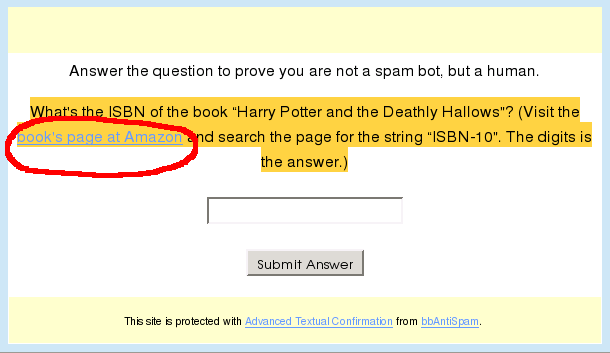 Answer the question to prove you are not a spam bot, but a human.
What's the ISBN of the book “Harry Potter and the Deathly Hallows”? (Visit the
book's page at Amazon and search the page for the string “ISBN-10”. The digits is
the answer.)
Submit Answer
This site is protected with Advanced Textual Confirmation from bbAntiSpam.